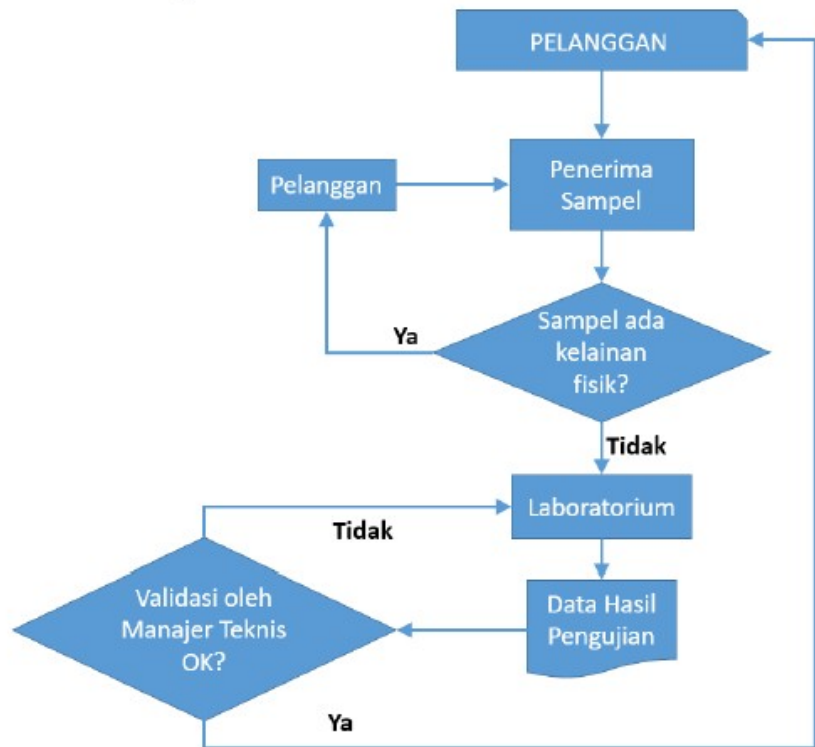 PELANGGAN
Pelanggan
Penerima
Sampel
Ya
Sampel ada
kelainan
fisik?
Tidak
Laboratorium
Tidak
Validasi oleh
Manajer Teknis
OK?
Data Hasil
Pengujian
Ya